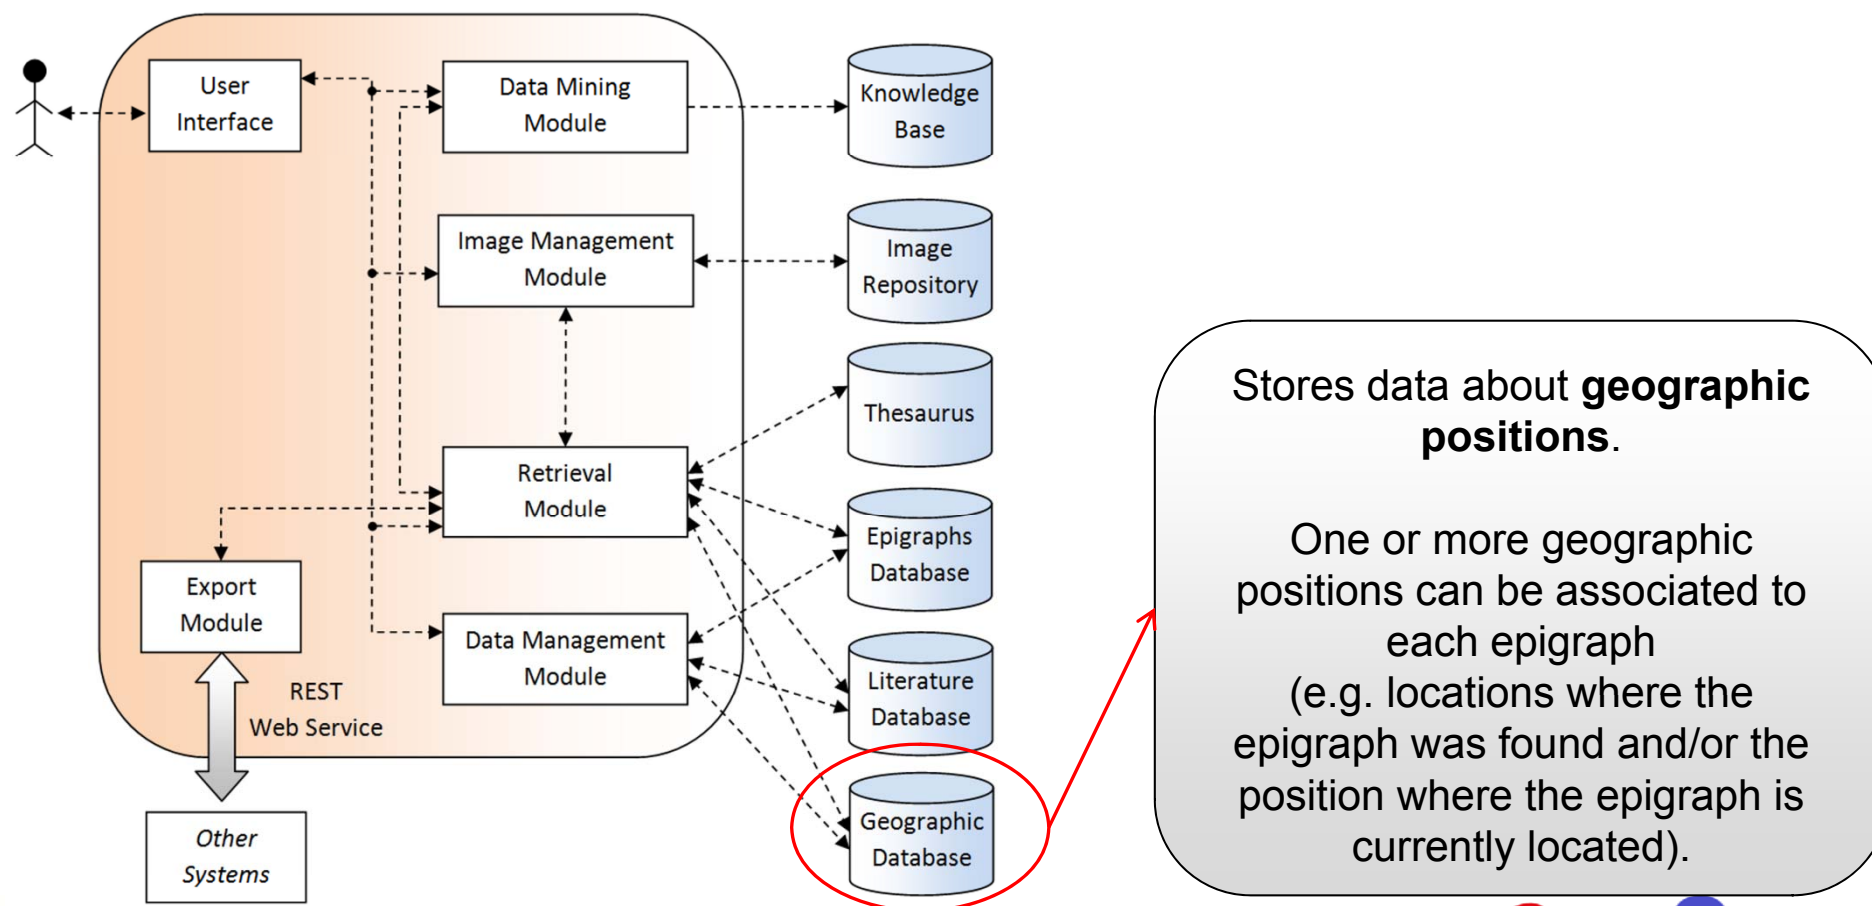 User
Interface
Data Mining
Module
Knowledge
Base
Image Management
Module
Image
Repository
Thesaurus
Retrieval
Module
Epigraphs
Database
Export
Module
Data Management
Module
Literature
Database
REST
Web Service
Geographic
Database
Other
Systems
Stores data about geographic
positions.
One or more geographic
positions can be associated to
each epigraph
(e.g. locations where the
epigraph was found and/or the
position where the epigraph is
currently located).